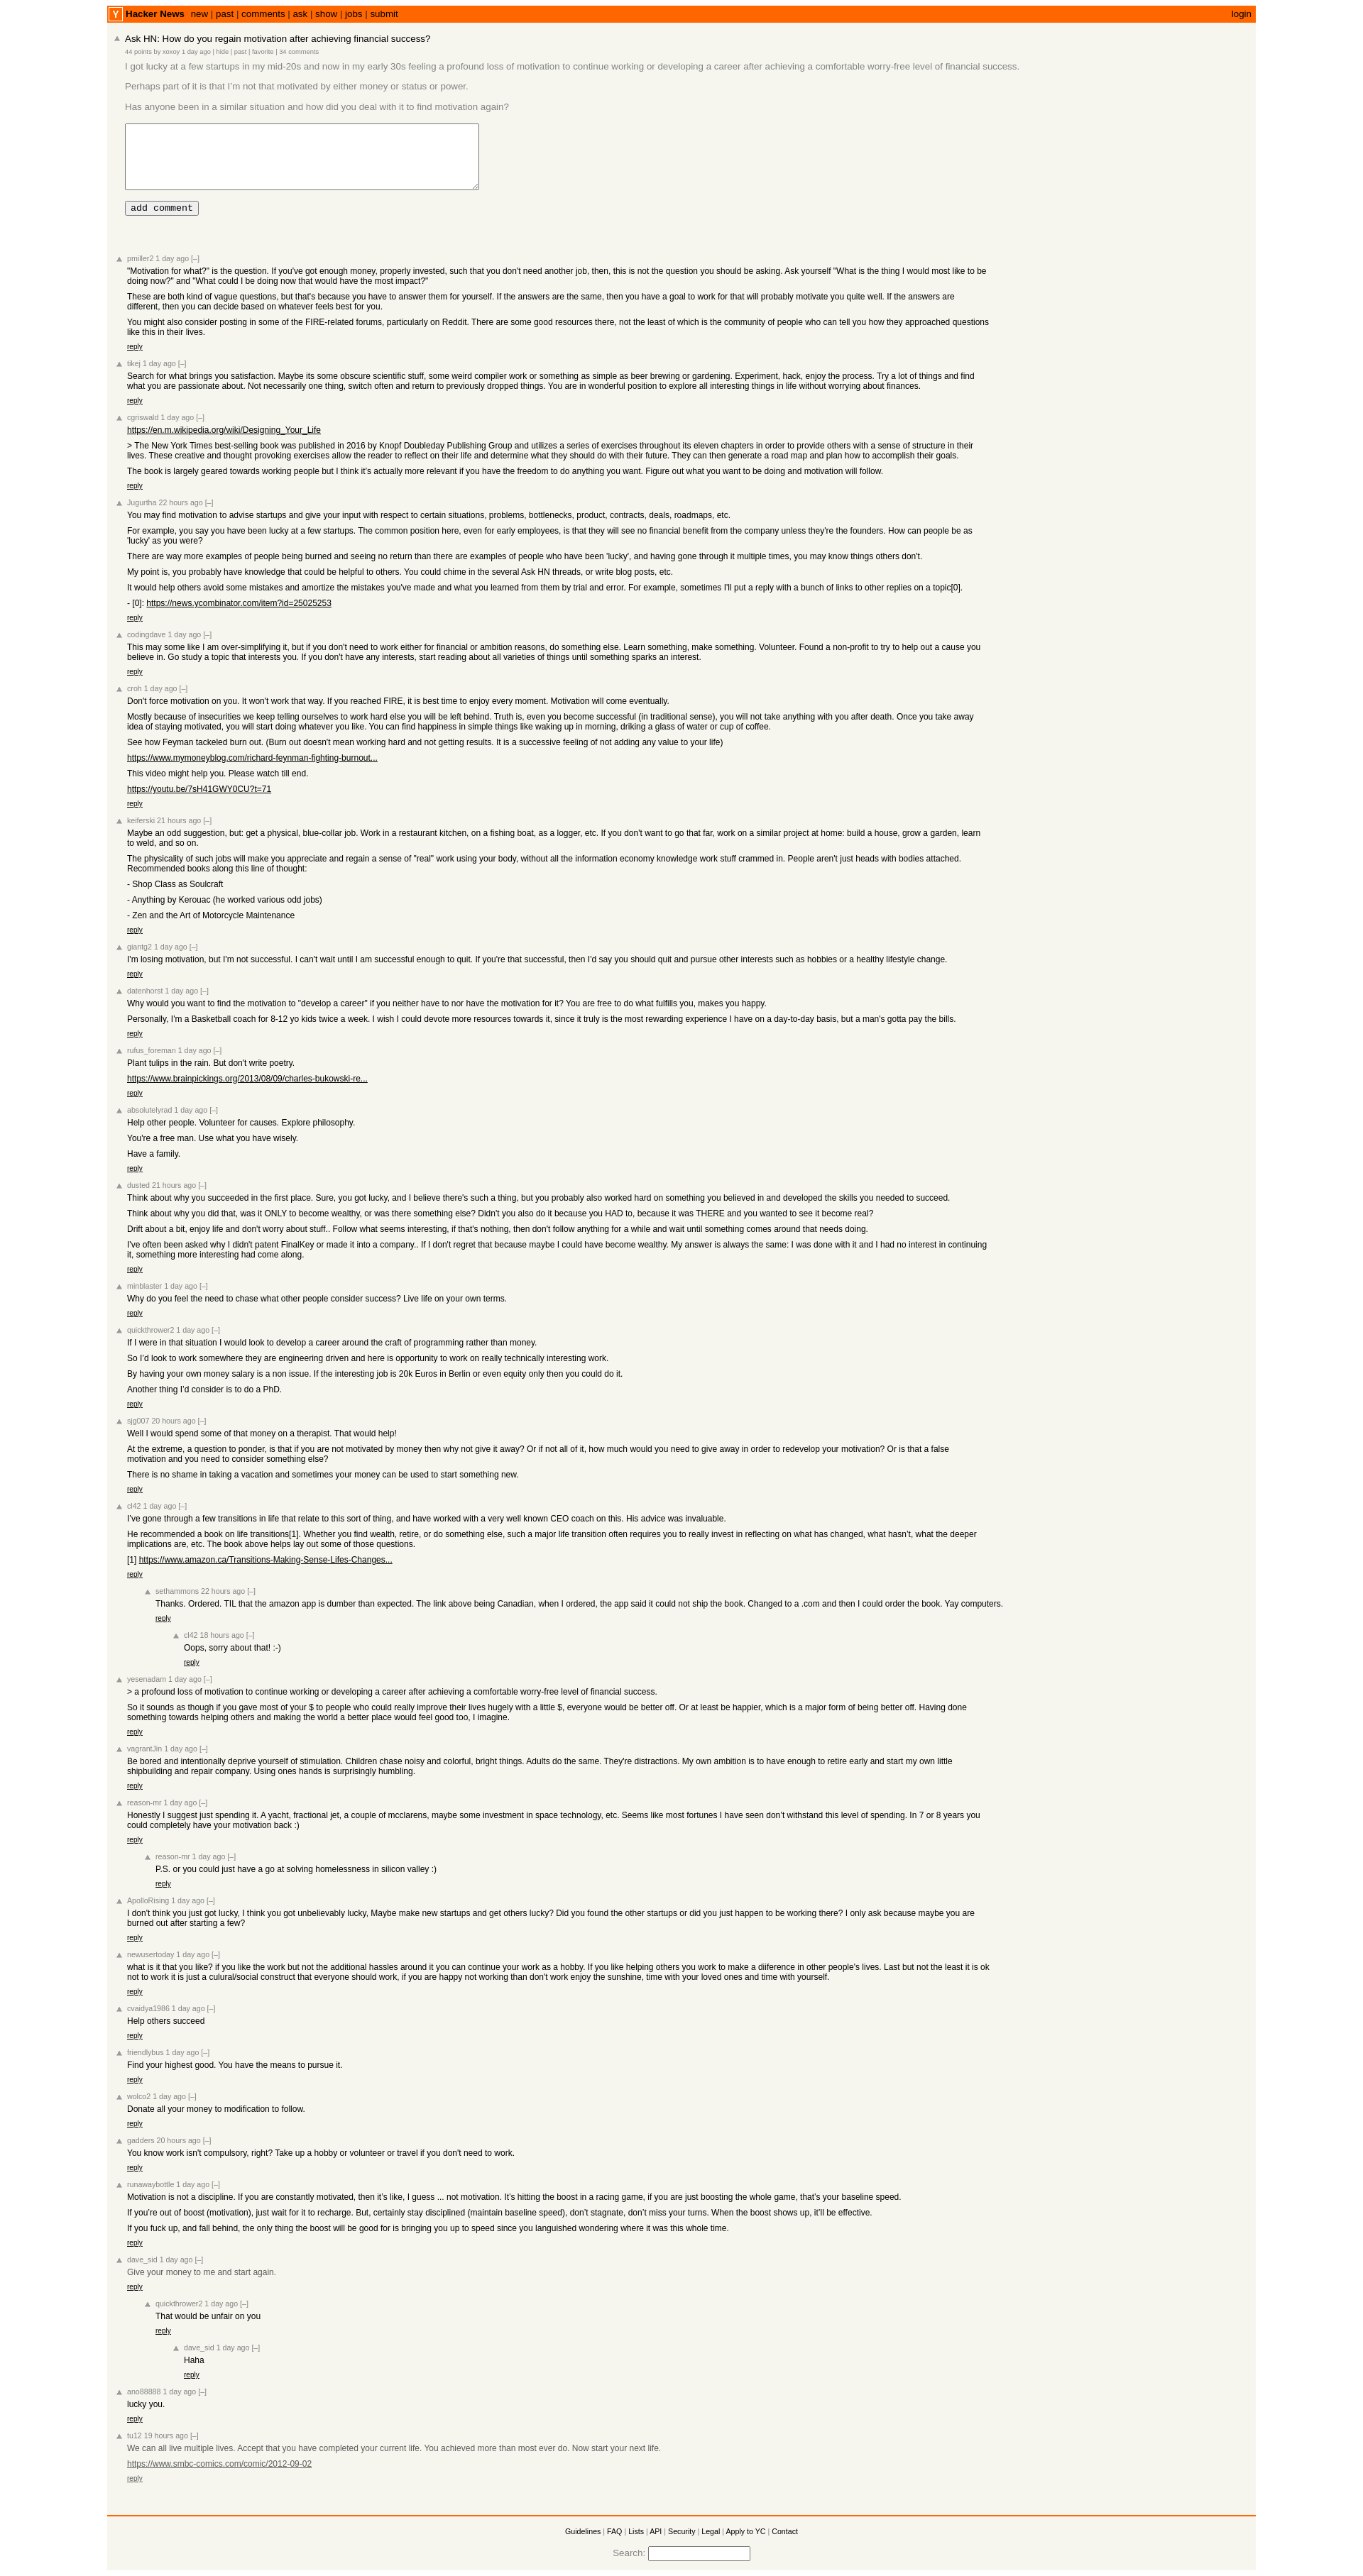 Y Hacker News new | past | comments | ask | show | jobs | submit login
Ask HN: How do you regain motivation after achieving financial success?
44 points by xoxoy 1 day ago | hide | past | favorite | 34 comments
I got lucky at a few startups in my mid-20s and now in my early 30s feeling a profound loss of motivation to continue working or developing a career after achieving a comfortable worry-free level of financial success.
Perhaps part of it is that I'm not that motivated by either money or status or power.
Has anyone been in a similar situation and how did you deal with it to find motivation again?
add comment
pmiller2 1 day ago [–]
"Motivation for what?" is the question. If you've got enough money, properly invested, such that you don't need another job, then, this is not the question you should be asking. Ask yourself "What is the thing I would most like to be
doing now?" and "What could I be doing now that would have the most impact?"
These are both kind of vague questions, but that's because you have to answer them for yourself. If the answers are the same, then you have a goal to work for that will probably motivate you quite well. If the answers are
different, then you can decide based on whatever feels best for you.
You might also consider posting in some of the FIRE-related forums, particularly on Reddit. There are some good resources there, not the least of which is the community of people who can tell you how they approached questions
like this in their lives.
reply
tikej 1 day ago [–]
Search for what brings you satisfaction. Maybe its some obscure scientific stuff, some weird compiler work or something as simple as beer brewing or gardening. Experiment, hack, enjoy the process. Try a lot of things and find
what you are passionate about. Not necessarily one thing, switch often and return to previously dropped things. You are in wonderful position to explore all interesting things in life without worrying about finances.
reply
cgriswald 1 day ago [–]
https://en.m.wikipedia.org/wiki/Designing_Your_Life
> The New York Times best-selling book was published in 2016 by Knopf Doubleday Publishing Group and utilizes a series of exercises throughout its eleven chapters in order to provide others with a sense of structure in their
lives. These creative and thought provoking exercises allow the reader to reflect on their life and determine what they should do with their future. They can then generate a road map and plan how to accomplish their goals.
The book is largely geared towards working people but I think it's actually more relevant if you have the freedom to do anything you want. Figure out what you want to be doing and motivation will follow.
reply
Jugurtha 22 hours ago [–]
You may find motivation to advise startups and give your input with respect to certain situations, problems, bottlenecks, product, contracts, deals, roadmaps, etc.
For example, you say you have been lucky at a few startups. The common position here, even for early employees, is that they will see no financial benefit from the company unless they're the founders. How can people be as
'lucky' as you were?
There are way more examples of people being burned and seeing no return than there are examples of people who have been 'lucky', and having gone through it multiple times, you may know things others don't.
My point is, you probably have knowledge that could be helpful to others. You could chime in the several Ask HN threads, or write blog posts, etc.
It would help others avoid some mistakes and amortize the mistakes you've made and what you learned from them by trial and error. For example, sometimes I'll put a reply with a bunch of links to other replies on a topic[0].
- [0]: https://news.ycombinator.com/item?id=25025253
reply
codingdave 1 day ago [–]
This may some like I am over-simplifying it, but if you don't need to work either for financial or ambition reasons, do something else. Learn something, make something. Volunteer. Found a non-profit to try to help out a cause you
believe in. Go study a topic that interests you. If you don't have any interests, start reading about all varieties of things until something sparks an interest.
reply
croh 1 day ago [–]
Don't force motivation on you. It won't work that way. If you reached FIRE, it is best time to enjoy every moment. Motivation will come eventually.
Mostly because of insecurities we keep telling ourselves to work hard else you will be left behind. Truth is, even you become successful (in traditional sense), you will not take anything with you after death. Once you take away
idea of staying motivated, you will start doing whatever you like. You can find happiness in simple things like waking up in morning, driking a glass of water or cup of coffee.
See how Feyman tackeled burn out. (Burn out doesn't mean working hard and not getting results. It is a successive feeling of not adding any value to your life)
https://www.mymoneyblog.com/richard-feynman-fighting-burnout...
This video might help you. Please watch till end.
https://youtu.be/7sH41GWY0CU?t=71
reply
keiferski 21 hours ago [–]
Maybe an odd suggestion, but: get a physical, blue-collar job. Work in a restaurant kitchen, on a fishing boat, as a logger, etc. If you don't want to go that far, work on a similar project at home: build a house, grow a garden, learn
to weld, and so on.
The physicality of such jobs will make you appreciate and regain a sense of "real" work using your body, without all the information economy knowledge work stuff crammed in. People aren't just heads with bodies attached.
Recommended books along this line of thought:
- Shop Class as Soulcraft
- Anything by Kerouac (he worked various odd jobs)
- Zen and the Art of Motorcycle Maintenance
reply
giantg2 1 day ago [–]
I'm losing motivation, but I'm not successful. I can't wait until I am successful enough to quit. If you're that successful, then I'd say you should quit and pursue other interests such as hobbies or a healthy lifestyle change.
reply
datenhorst 1 day ago [–]
Why would you want to find the motivation to "develop a career" if you neither have to nor have the motivation for it? You are free to do what fulfills you, makes you happy.
Personally, I'm a Basketball coach for 8-12 yo kids twice a week. I wish I could devote more resources towards it, since it truly is the most rewarding experience I have on a day-to-day basis, but a man's gotta pay the bills.
reply
rufus_foreman 1 day ago [–]
Plant tulips in the rain. But don't write poetry.
https://www.brainpickings.org/2013/08/09/charles-bukowski-re...
reply
absolutelyrad 1 day ago [–]
Help other people. Volunteer for causes. Explore philosophy.
You're a free man. Use what you have wisely.
Have a family.
reply
dusted 21 hours ago [–]
Think about why you succeeded in the first place. Sure, you got lucky, and I believe there's such a thing, but you probably also worked hard on something you believed in and developed the skills you needed to succeed.
Think about why you did that, was it ONLY to become wealthy, or was there something else? Didn't you also do it because you HAD to, because it was THERE and you wanted to see it become real?
Drift about a bit, enjoy life and don't worry about stuff.. Follow what seems interesting, if that's nothing, then don't follow anything for a while and wait until something comes around that needs doing.
I've often been asked why I didn't patent FinalKey or made it into a company.. If I don't regret that because maybe I could have become wealthy. My answer is always the same: I was done with it and I had no interest in continuing
it, something more interesting had come along.
reply
minblaster 1 day ago [–]
Why do you feel the need to chase what other people consider success? Live life on your own terms.
reply
quickthrower2 1 day ago [–]
If I were in that situation I would look to develop a career around the craft of programming rather than money.
So I'd look to work somewhere they are engineering driven and here is opportunity to work on really technically interesting work.
By having your own money salary is a non issue. If the interesting job is 20k Euros in Berlin or even equity only then you could do it.
Another thing I'd consider is to do a PhD.
reply
sjg007 20 hours ago [–]
Well I would spend some of that money on a therapist. That would help!
At the extreme, a question to ponder, is that if you are not motivated by money then why not give it away? Or if not all of it, how much would you need to give away in order to redevelop your motivation? Or is that a false
motivation and you need to consider something else?
There is no shame in taking a vacation and sometimes your money can be used to start something new.
reply
cl42 1 day ago [–]
I've gone through a few transitions in life that relate to this sort of thing, and have worked with a very well known CEO coach on this. His advice was invaluable.
He recommended a book on life transitions[1]. Whether you find wealth, retire, or do something else, such a major life transition often requires you to really invest in reflecting on what has changed, what hasn't, what the deeper
implications are, etc. The book above helps lay out some of those questions.
[1] https://www.amazon.ca/Transitions-Making-Sense-Lifes-Changes...
reply
sethammons 22 hours ago [–]
Thanks. Ordered. TIL that the amazon app is dumber than expected. The link above being Canadian, when I ordered, the app said it could not ship the book. Changed to a .com and then I could order the book. Yay computers.
reply
cl42 18 hours ago [–]
Oops, sorry about that! :-)
reply
yesenadam 1 day ago [–]
> a profound loss of motivation to continue working or developing a career after achieving a comfortable worry-free level of financial success.
So it sounds as though if you gave most of your $ to people who could really improve their lives hugely with a little $, everyone would be better off. Or at least be happier, which is a major form of being better off. Having done
something towards helping others and making the world a better place would feel good too, I imagine.
reply
vagrantJin 1 day ago [–]
Be bored and intentionally deprive yourself of stimulation. Children chase noisy and colorful, bright things. Adults do the same. They're distractions. My own ambition is to have enough to retire early and start my own little
shipbuilding and repair company. Using ones hands is surprisingly humbling.
reply
reason-mr 1 day ago [–]
Honestly I suggest just spending it. A yacht, fractional jet, a couple of mcclarens, maybe some investment in space technology, etc. Seems like most fortunes I have seen don't withstand this level of spending. In 7 or 8 years you
could completely have your motivation back :)
reply
reason-mr 1 day ago [–]
P.S. or you could just have a go at solving homelessness in silicon valley :)
reply
ApolloRising 1 day ago [–]
I don't think you just got lucky, I think you got unbelievably lucky, Maybe make new startups and get others lucky? Did you found the other startups or did you just happen to be working there? I only ask because maybe you are
burned out after starting a few?
reply
newusertoday 1 day ago [–]
what is it that you like? if you like the work but not the additional hassles around it you can continue your work as a hobby. If you like helping others you work to make a diiference in other people's lives. Last but not the least it is ok
not to work it is just a culural/social construct that everyone should work, if you are happy not working than don't work enjoy the sunshine, time with your loved ones and time with yourself.
reply
cvaidya1986 1 day ago [–]
Help others succeed
reply
friendlybus 1 day ago [–]
Find your highest good. You have the means to pursue it.
reply
wolco2 1 day ago [–]
Donate all your money to modification to follow.
reply
gadders 20 hours ago [–]
You know work isn't compulsory, right? Take up a hobby or volunteer or travel if you don't need to work.
reply
runawaybottle 1 day ago [–]
Motivation is not a discipline. If you are constantly motivated, then it's like, I guess ... not motivation. It's hitting the boost in a racing game, if you are just boosting the whole game, that's your baseline speed.
If you're out of boost (motivation), just wait for it to recharge. But, certainly stay disciplined (maintain baseline speed), don't stagnate, don't miss your turns. When the boost shows up, it'll be effective.
If you fuck up, and fall behind, the only thing the boost will be good for is bringing you up to speed since you languished wondering where it was this whole time.
reply
dave_sid 1 day ago [–]
Give your money to me and start again.
reply
quickthrower2 1 day ago [–]
That would be unfair on you
reply
dave_sid 1 day ago [–]
Haha
reply
ano88888 1 day ago [–]
lucky you.
reply
tu12 19 hours ago [–]
We can all live multiple lives. Accept that you have completed your current life. You achieved more than most ever do. Now start your next life.
https://www.smbc-comics.com/comic/2012-09-02
reply
Guidelines | FAQ | Lists | API | Security | Legal | Apply to YC | Contact
Search: